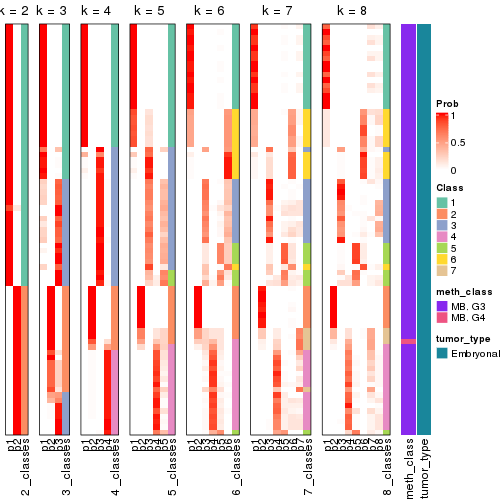 k = 2 k = 3 k = 4 k = 5 k = 6 k = 7 k = 8
Prob
1
0.5
0
Class
1
2
3
4
5
6
7
meth_class
MB, G3
MB, G4
tumor_type
Embryonal
p1 p2 2_classes
p1 p2 p3 3_classes
p1 p2 p3 p4 4_classes
p1 p2 p3 p4 p5 5_classes
p1 p2 p3 p4 p5 p6 6_classes
p1 p2 p3 p4 p5 p6 p7 7_classes
p1 p2 p3 p4 p5 p6 p7 p8 8_classes
meth_class
tumor_type